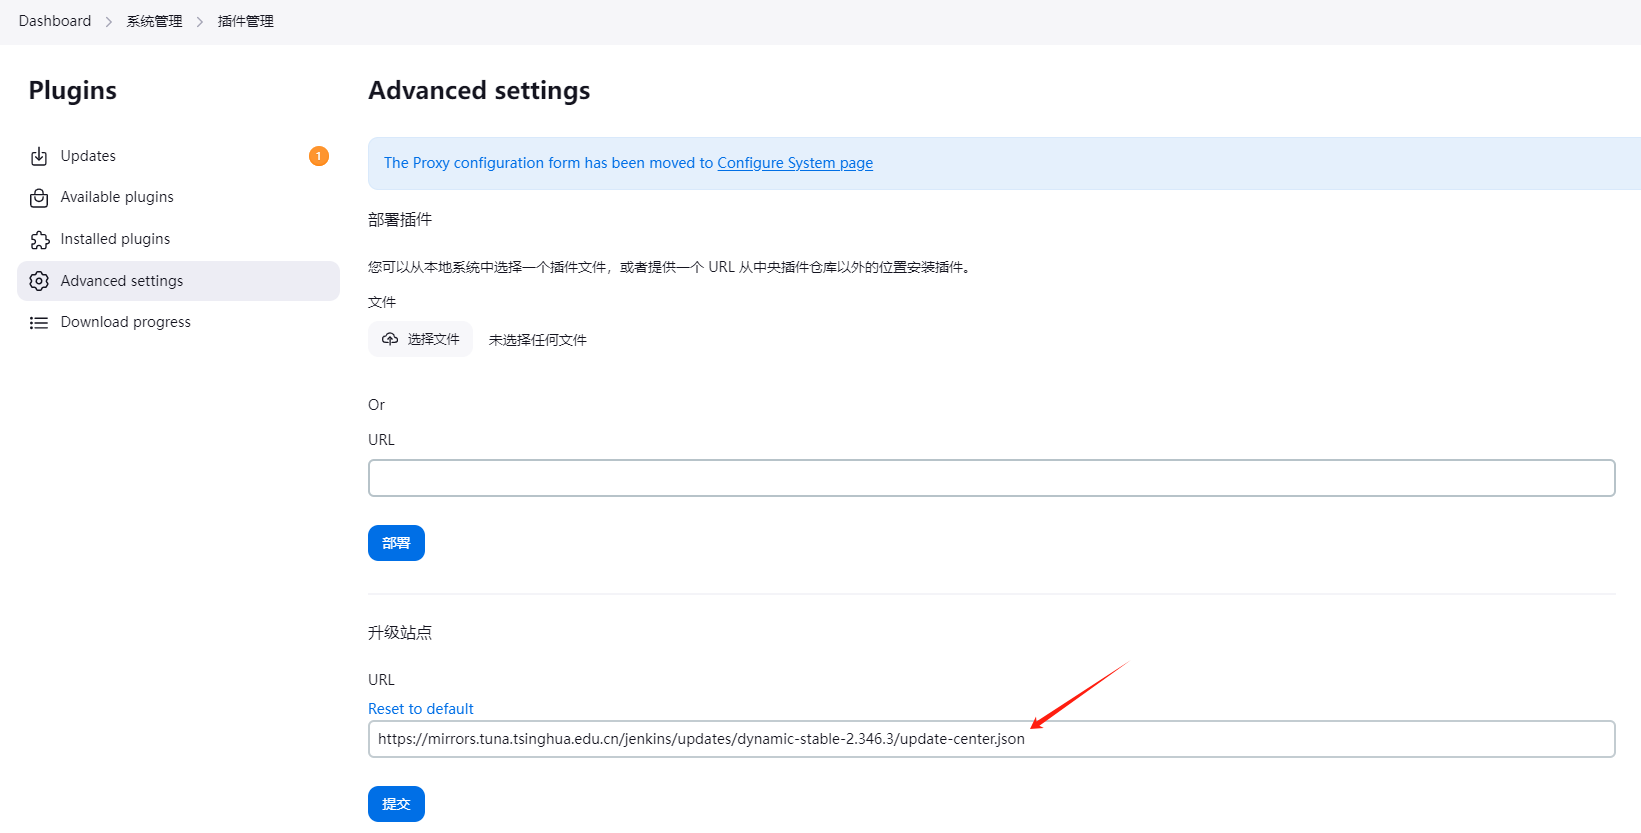 Dashboard > 系统管理 > 插件管理
Plugins
Updates 1
Available plugins
Installed plugins
Advanced settings
Download progress
Advanced settings
The Proxy configuration form has been moved to Configure System page
部署插件
您可以从本地系统中选择一个插件文件，或者提供一个 URL 从中央插件仓库以外的位置安装插件。
文件
选择文件 未选择任何文件
Or
URL
部署
升级站点
URL
Reset to default
https://mirrors.tuna.tsinghua.edu.cn/jenkins/updates/dynamic-stable-2.346.3/update-center.json
提交